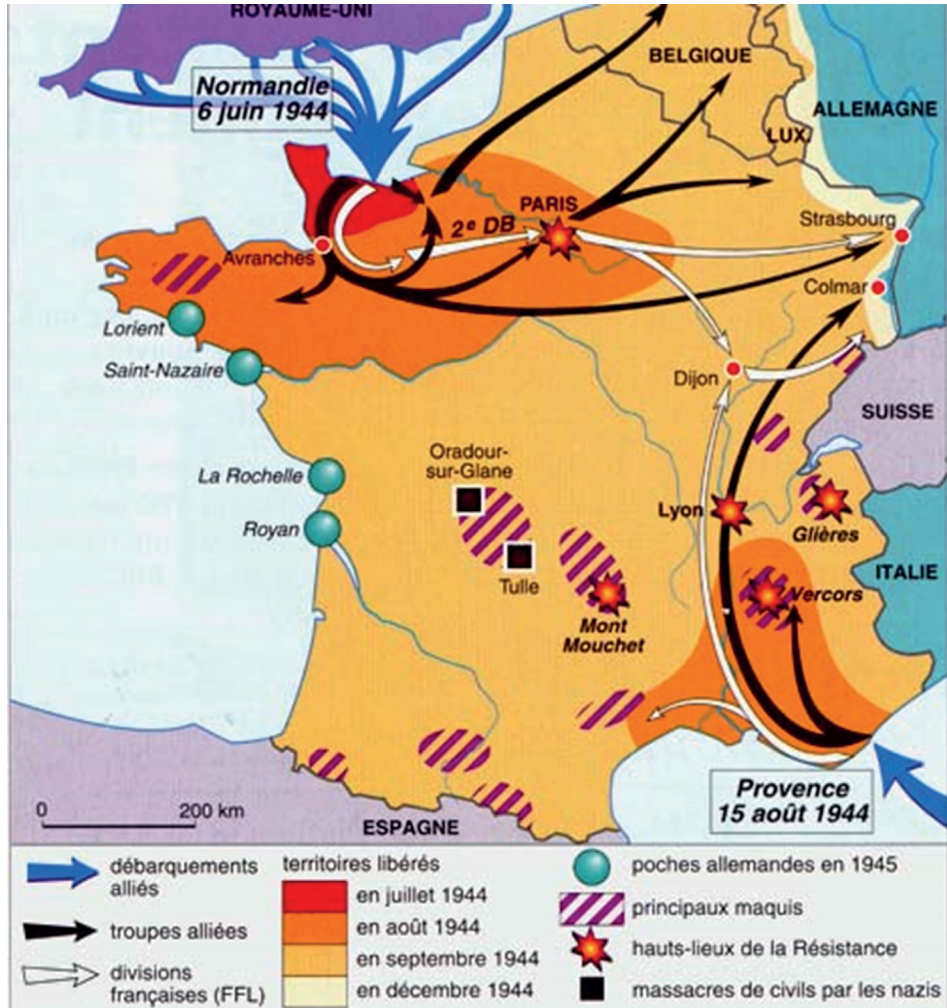 ROYAUME-UNI
Normandie
6 juin 1944
BELGIQUE
ALLEMAGNE
LUX.
PARIS
2e DB
Strasbourg
Avranches
Colmar
Lorient
Saint-Nazaire
Dijon
SUISSE
Oradour-
sur-Glane
La Rochelle
Lyon
Royan
Glières
ITALIE
Tulle
Vercors
Mont
Mouchet
Provence
15 août 1944
0 200 km
ESPAGNE
débarquements
alliés
troupes alliées
divisions
françaises (FFL)
territoires libérés
en juillet 1944
en août 1944
en septembre 1944
en décembre 1944
poches allemandes en 1945
principaux maquis
hauts-lieux de la Résistance
massacres de civils par les nazis